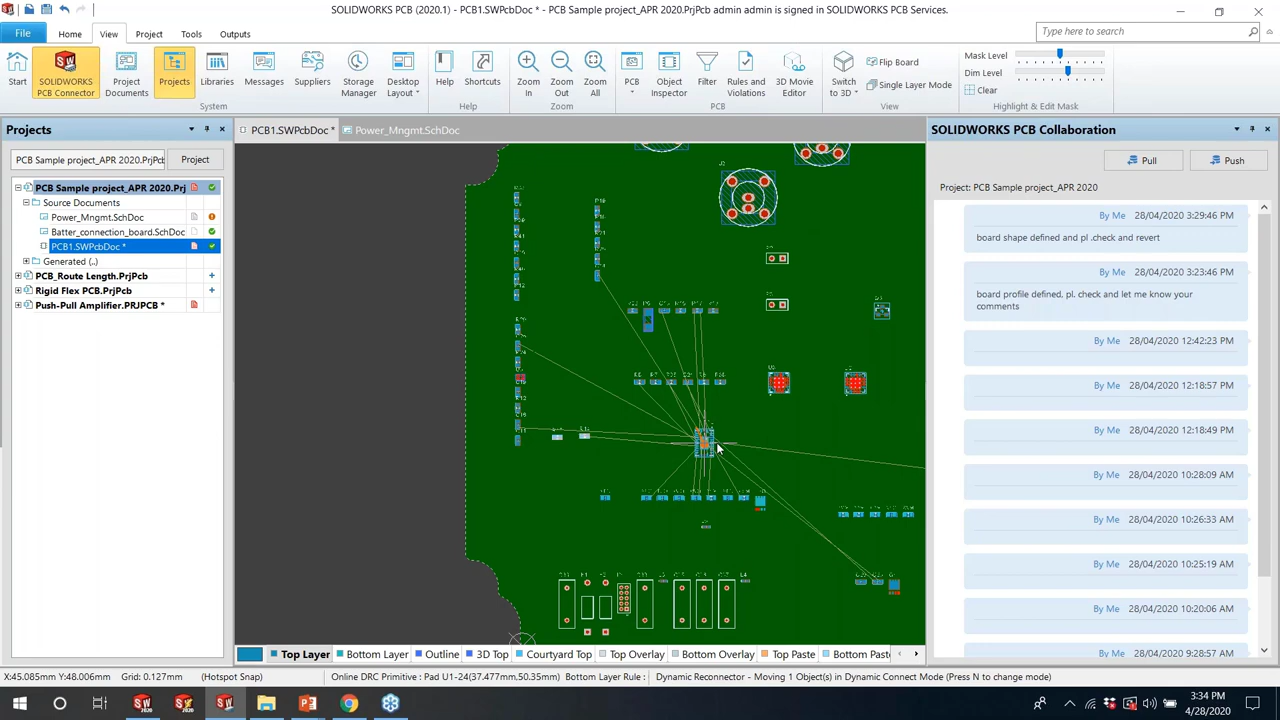 SOLIDWORKS PCB (2020.1) - PCB1.SWPcbDoc * - PCB Sample project_APR 2020.PrjPcb admin admin is signed in SOLIDWORKS PCB Services.
File Home View Project Tools Outputs
Type here to search
Start SOLIDWORKS PCB Connector Project Documents Projects Libraries Messages Suppliers Storage Manager Desktop Layout Help Shortcuts Zoom In Zoom Out Zoom All PCB Object Inspector Filter Rules and Violations 3D Movie Editor Switch to 3D Flip Board Single Layer Mode Mask Level Dim Level Clear
System Help Zoom PCB View Highlight & Edit Mask
Projects
PCB1.SWPcbDoc * Power_Mngmt.SchDoc
SOLIDWORKS PCB Collaboration
PCB Sample project_APR 2020.PrjPcb Project
Pull Push
PCB Sample project_APR 2020.Prj
Source Documents
Power_Mngmt.SchDoc
Batter_connection_board.SchDoc
PCB1.SWPcbDoc *
Generated (..)
PCB_Route Length.PrjPcb
Rigid Flex PCB.PrjPcb
Push-Pull Amplifier.PRJPCB *
Project: PCB Sample project_APR 2020
By Me 28/04/2020 3:29:46 PM
board shape defined and pl .check and revert
By Me 28/04/2020 3:23:46 PM
board profile defined, pl. check and let me know your
comments
By Me 28/04/2020 12:42:23 PM
By Me 28/04/2020 12:18:57 PM
By Me 28/04/2020 12:18:49 PM
By Me 28/04/2020 10:28:09 AM
By Me 28/04/2020 10:26:33 AM
By Me 28/04/2020 10:25:19 AM
By Me 28/04/2020 10:20:06 AM
By Me 28/04/2020 9:28:57 AM
Top Layer Bottom Layer Outline 3D Top Courtyard Top Top Overlay Bottom Overlay Top Paste Bottom Paste
X:45.085mm Y:48.006mm Grid: 0.127mm (Hotspot Snap) Online DRC Primitive : Pad U1-24(37.477mm,50.35mm) Bottom Layer Rule : Dynamic Reconnector - Moving 1 Object(s) in Dynamic Connect Mode (Press N to change mode)
3:34 PM
4/28/2020